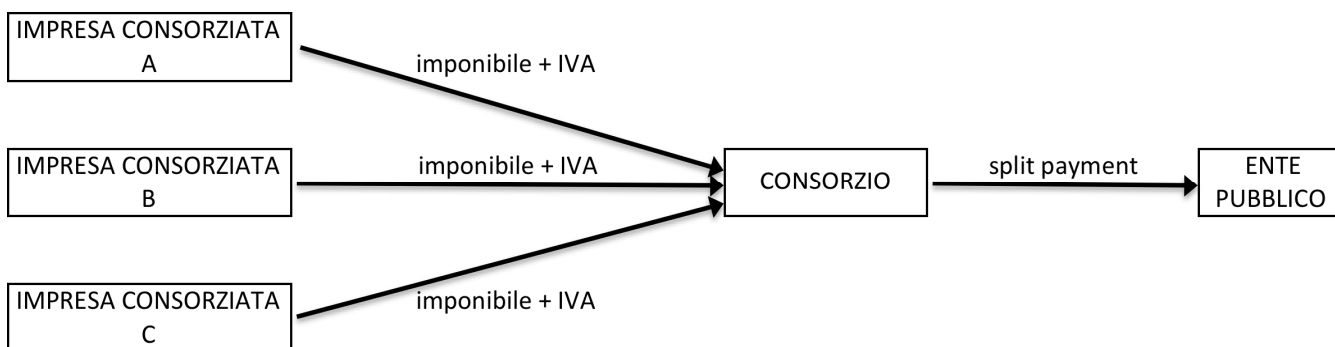 IMPRESA CONSORZIATA
A
imponibile + IVA
IMPRESA CONSORZIATA
B
imponibile + IVA
CONSORZIO
split payment
ENTE
PUBBLICO
IMPRESA CONSORZIATA
C
imponibile + IVA